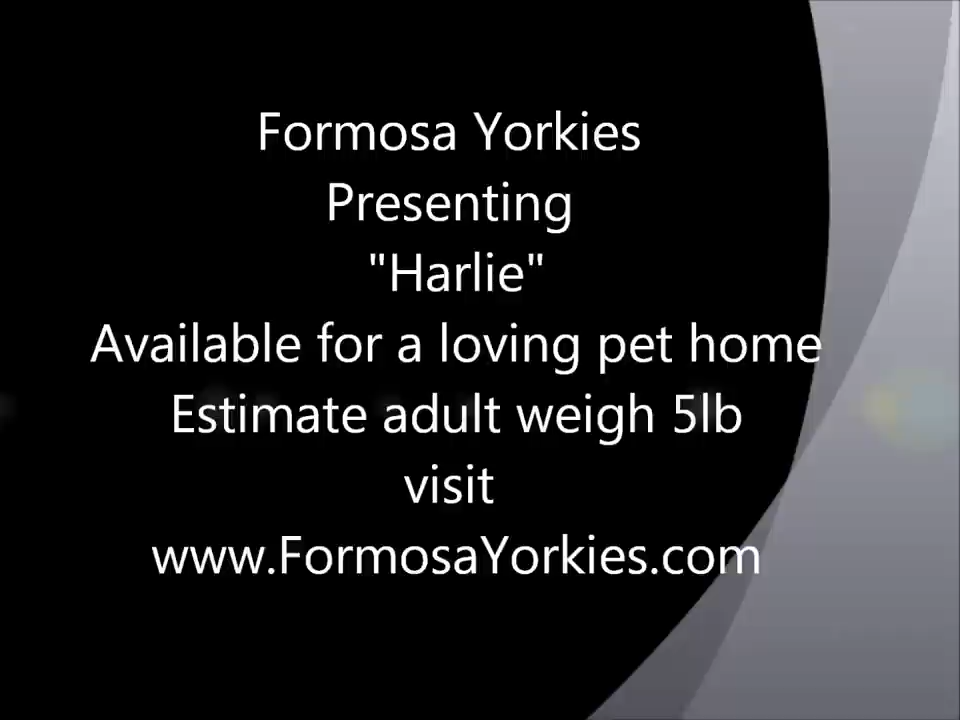 Formosa Yorkies
Presenting
"Harlie"
Available for a loving pet home
Estimate adult weigh 5lb
visit
www.FormosaYorkies.com